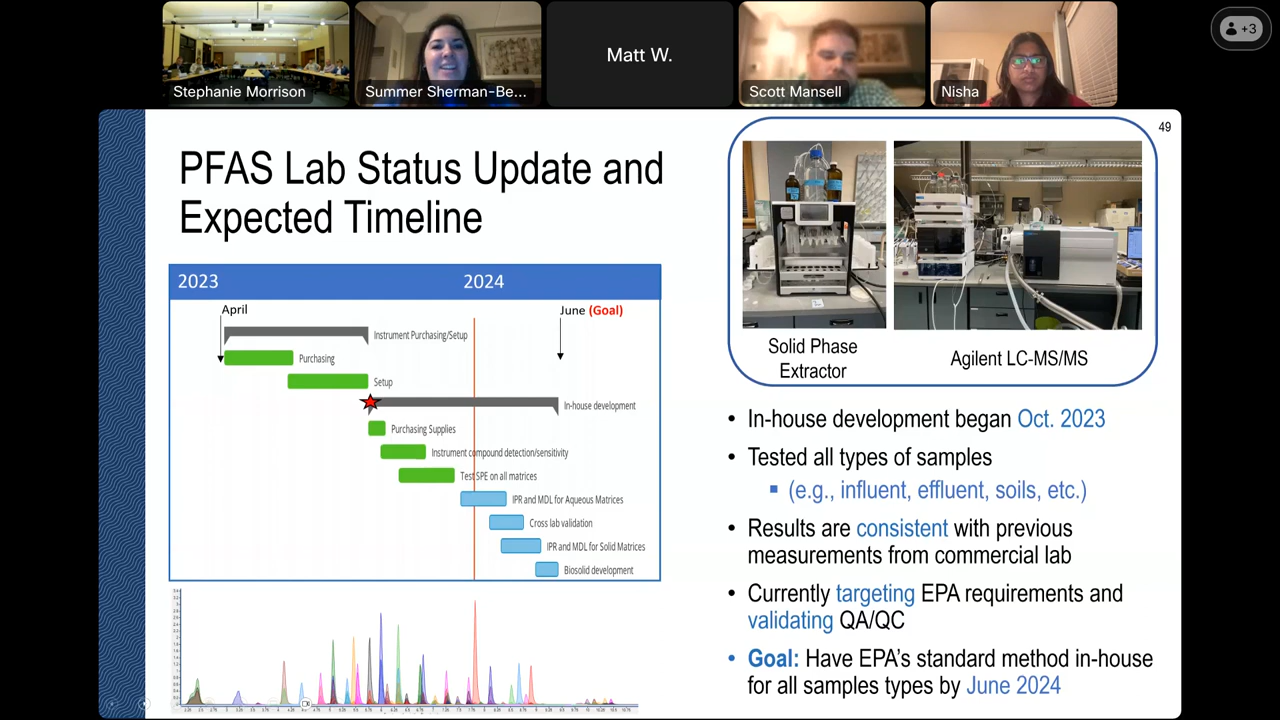 Stephanie Morrison
Summer Sherman-Be...
Matt W.
Scott Mansell
Nisha
+3
49
PFAS Lab Status Update and
Expected Timeline
2023
2024
April
June (Goal)
Instrument Purchasing/Setup
Purchasing
Setup
In-house development
Purchasing Supplies
Instrument compound detection/sensitivity
Test SPE on all matrices
IPR and MDL for Aqueous Matrices
Cross lab validation
IPR and MDL for Solid Matrices
Biosolid development
Solid Phase
Extractor
Agilent LC-MS/MS
• In-house development began Oct. 2023
• Tested all types of samples
▪ (e.g., influent, effluent, soils, etc.)
• Results are consistent with previous
measurements from commercial lab
• Currently targeting EPA requirements and
validating QA/QC
• Goal: Have EPA's standard method in-house
for all samples types by June 2024